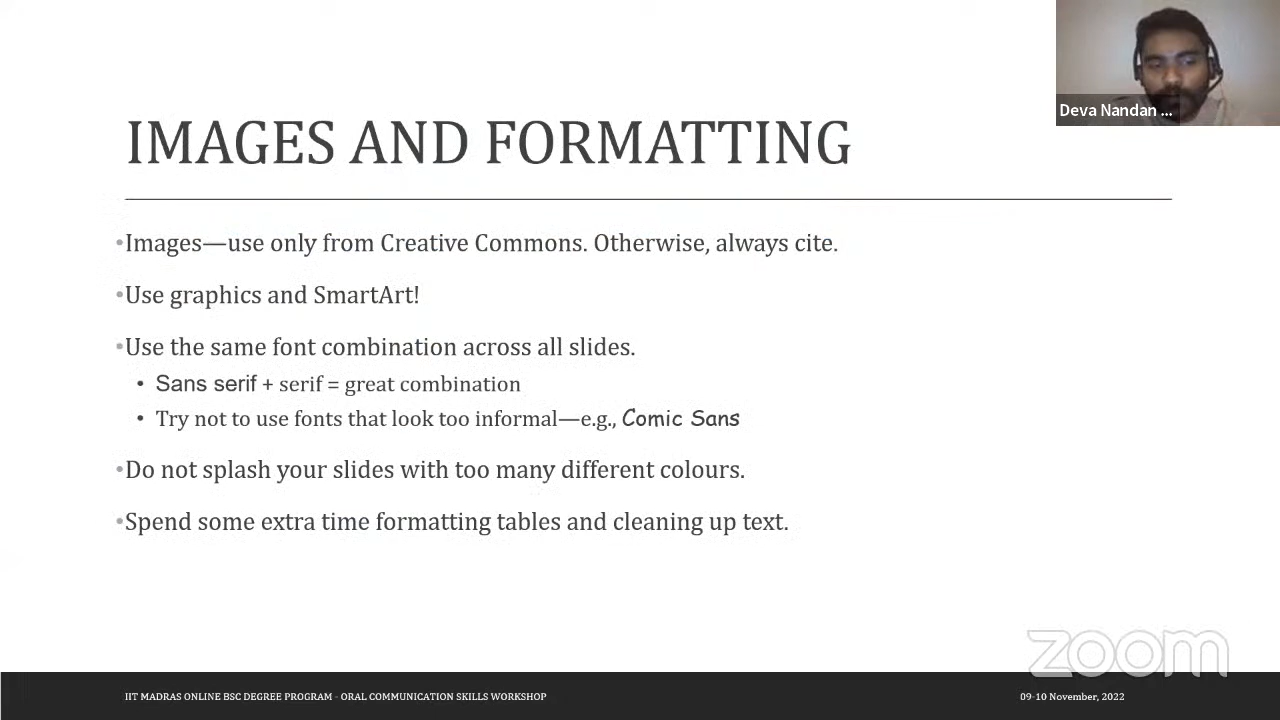 Deva Nandan ...
IMAGES AND FORMATTING
•Images—use only from Creative Commons. Otherwise, always cite.
•Use graphics and SmartArt!
•Use the same font combination across all slides.
• Sans serif + serif = great combination
• Try not to use fonts that look too informal—e.g., Comic Sans
•Do not splash your slides with too many different colours.
•Spend some extra time formatting tables and cleaning up text.
zoom
IIT MADRAS ONLINE BSC DEGREE PROGRAM - ORAL COMMUNICATION SKILLS WORKSHOP
09-10 November, 2022